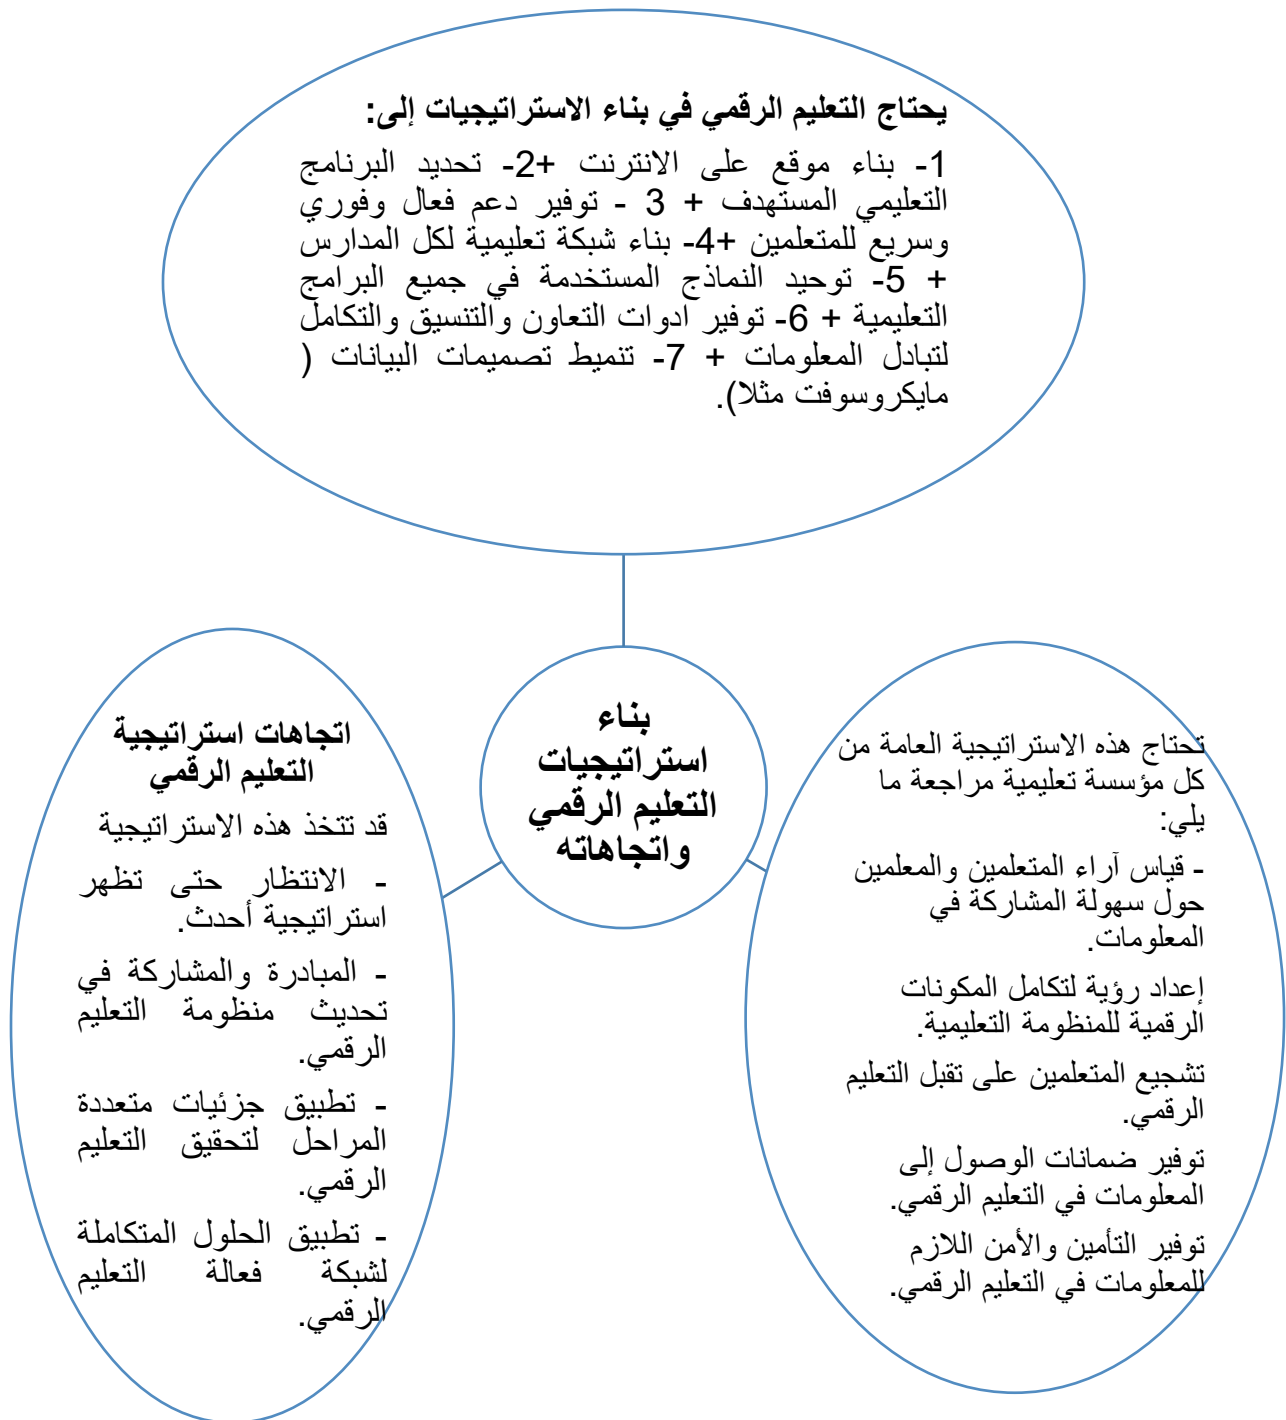 يحتاج التعليم الرقمي في بناء الاستراتيجيات إلى:
1- بناء موقع على الانترنت +2- تحديد البرنامج
التعليمي المستهدف + 3 - توفير دعم فعال وفوري
وسريع للمتعلمين +4- بناء شبكة تعليمية لكل المدارس
+ 5- توحيد النماذج المستخدمة في جميع البرامج
التعليمية + 6- توفير ادوات التعاون والتنسيق والتكامل
لتبادل المعلومات + 7- تنميط تصميمات البيانات (
مايكروسوفت مثلا).
بناء
استراتيجيات
التعليم الرقمي
واتجاهاته
تحتاج هذه الاستراتيجية العامة من
كل مؤسسة تعليمية مراجعة ما
يلي:
- قياس آراء المتعلمين والمعلمين
حول سهولة المشاركة في
المعلومات.
إعداد رؤية لتكامل المكونات
الرقمية للمنظومة التعليمية.
تشجيع المتعلمين على تقبل التعليم
الرقمي.
توفير ضمانات الوصول إلى
المعلومات في التعليم الرقمي.
توفير التأمين والأمن اللازم
للمعلومات في التعليم الرقمي.
اتجاهات استراتيجية
التعليم الرقمي
قد تتخذ هذه الاستراتيجية
- الانتظار حتى تظهر
استراتيجية أحدث.
- المبادرة والمشاركة في
تحديث منظومة التعليم
الرقمي.
- تطبيق جزئيات متعددة
المراحل لتحقيق التعليم
الرقمي.
- تطبيق الحلول المتكاملة
لشبكة فعالة التعليم
الرقمي.